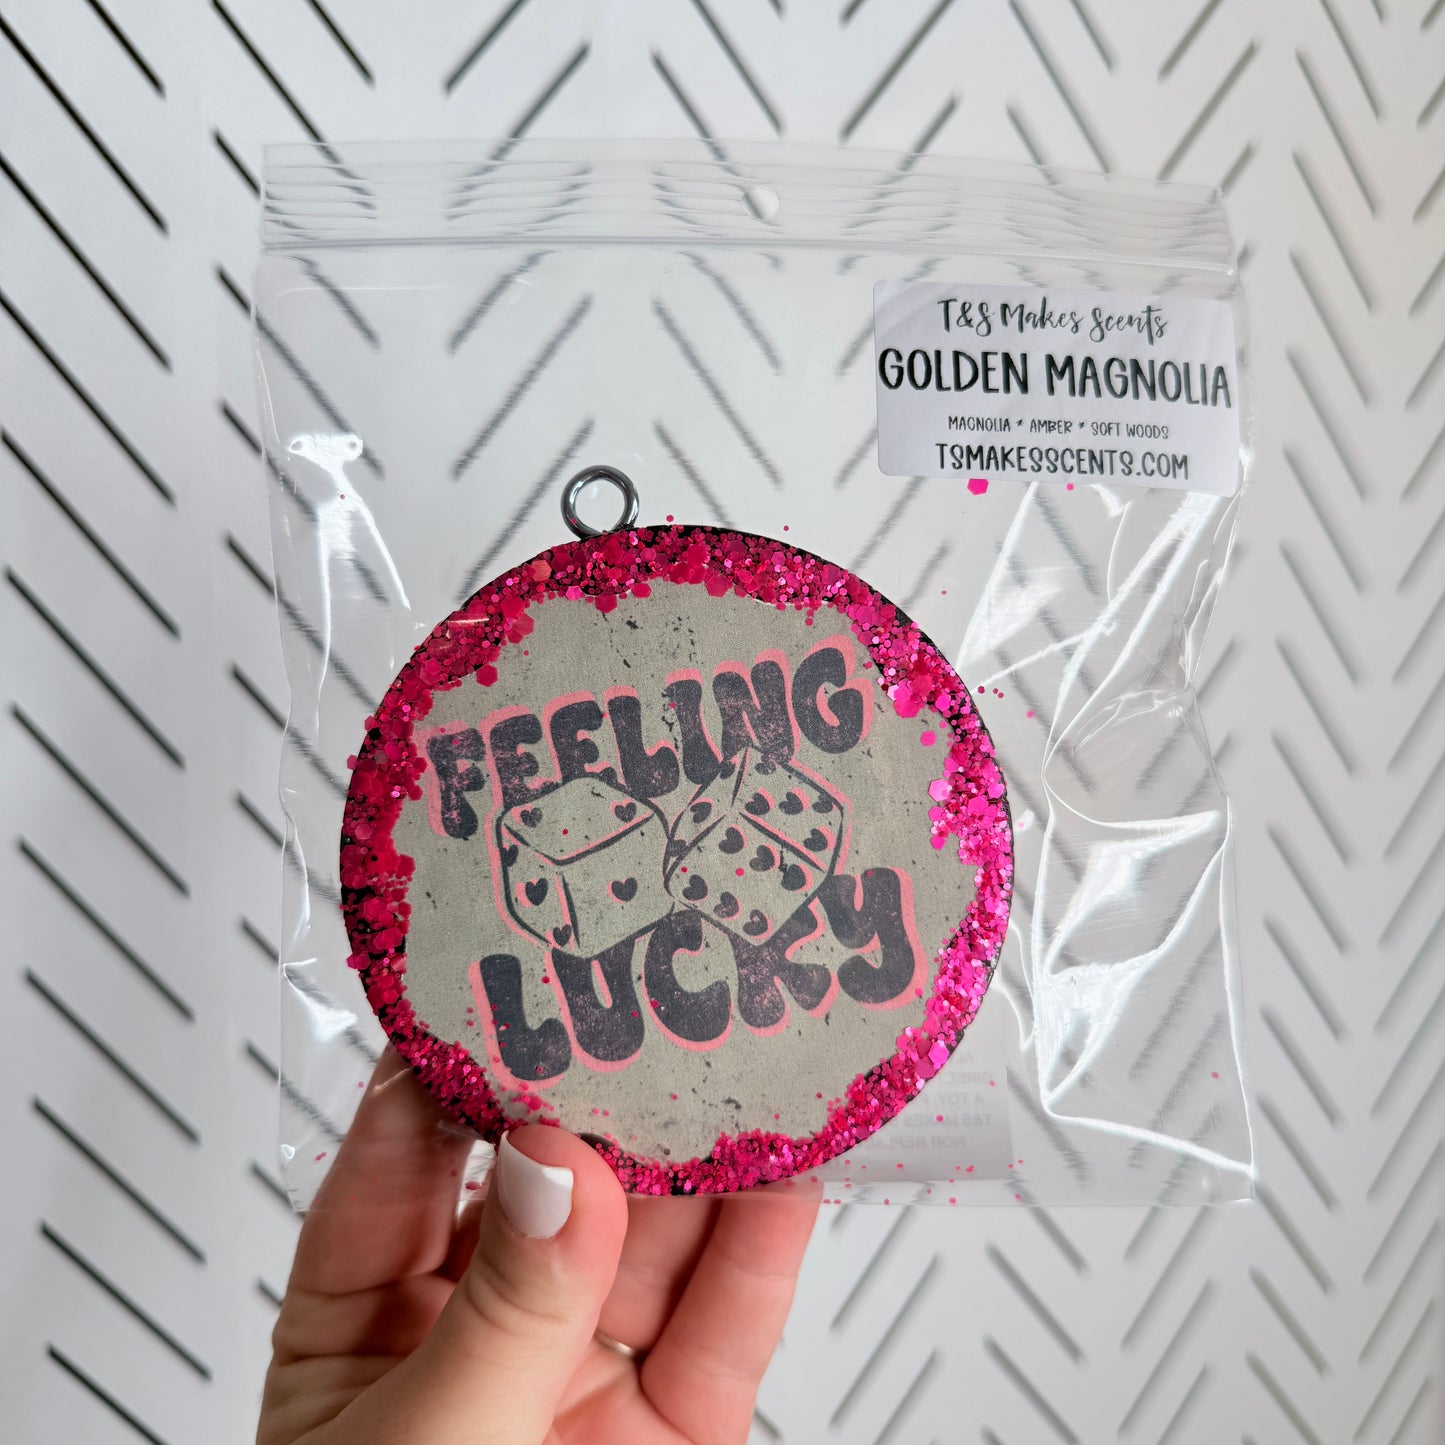 T&S Makes Scents
GOLDEN MAGNOLIA
MAGNOLIA * AMBER * SOFT WOODS
TSMAKESSCENTS.COM
FEELING
LUCKY